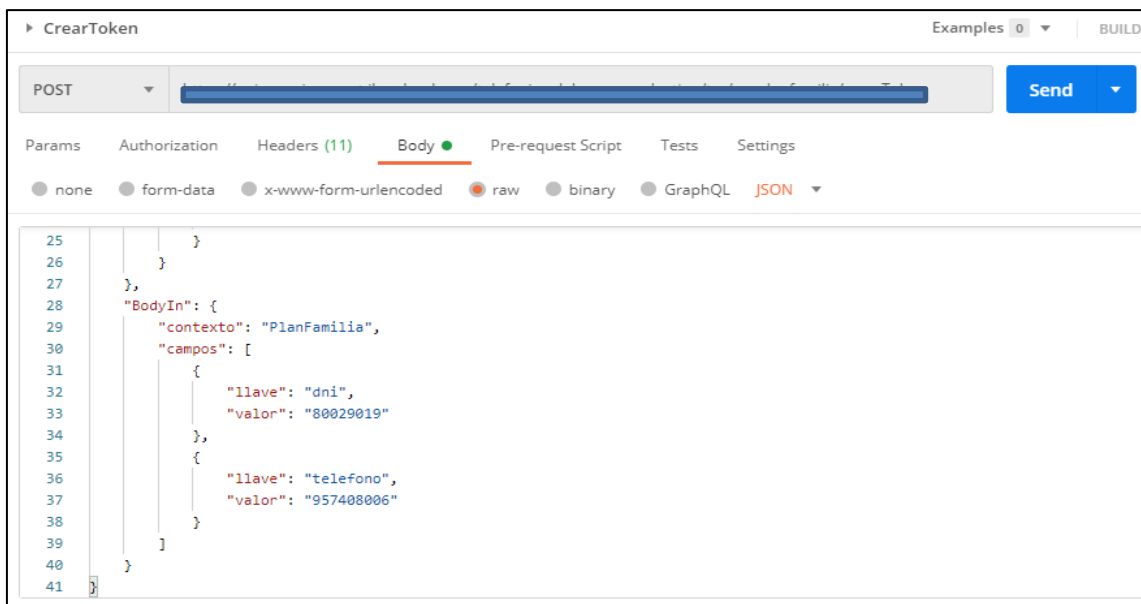 CrearToken Examples 0 BUILD
POST Send
Params Authorization Headers (11) Body Pre-request Script Tests Settings
none form-data x-www-form-urlencoded raw binary GraphQL JSON
25 }
26 }
27 },
28 "BodyIn": {
29 "contexto": "PlanFamilia",
30 "campos": [
31 {
32 "llave": "dni",
33 "valor": "80029019"
34 },
35 {
36 "llave": "telefono",
37 "valor": "957408006"
38 }
39 ]
40 }
41 }